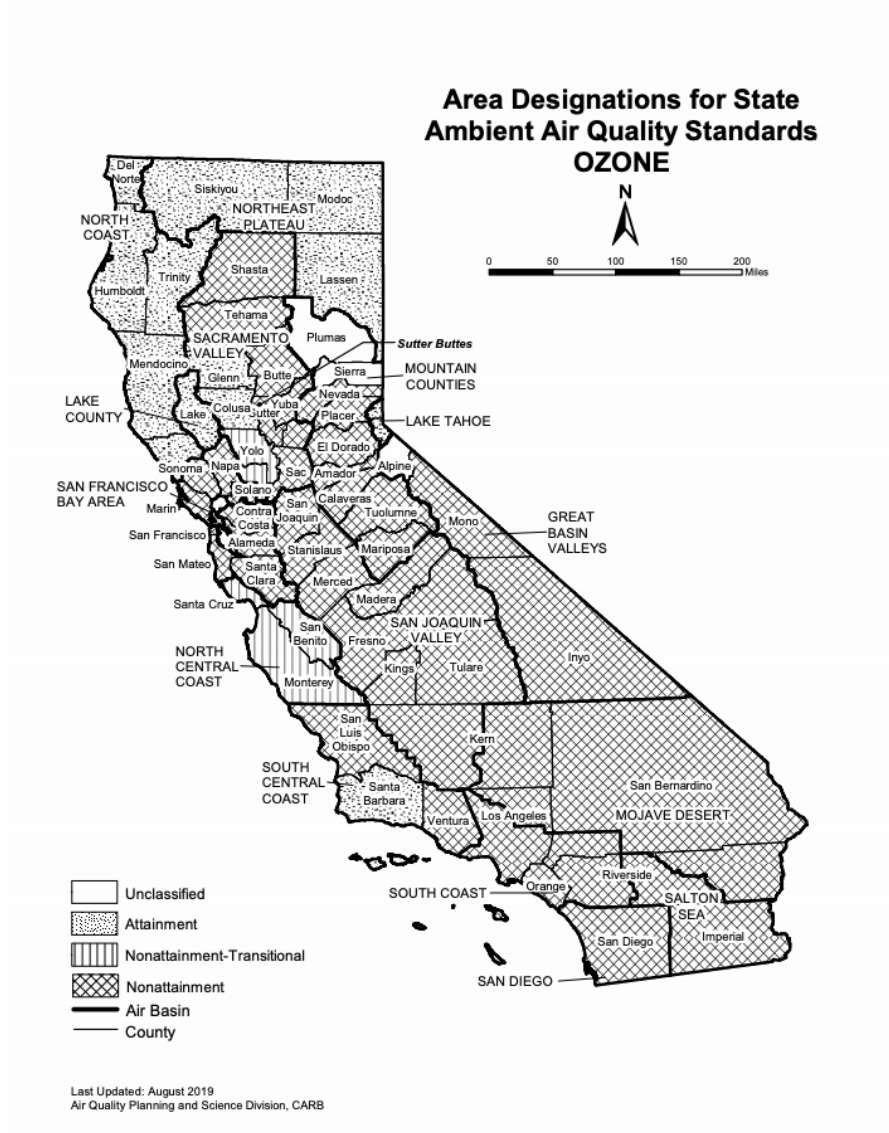 Area Designations for State
Ambient Air Quality Standards
OZONE
N
0 50 100 150 200
Miles
Del
Norte
Siskiyou
Modoc
NORTHEAST
PLATEAU
NORTH
COAST
Shasta
Trinity
Lassen
Humboldt
Tehama
Plumas
SACRAMENTO
VALLEY
Sutter Buttes
Mendocino
Glenn
Butte
Sierra
MOUNTAIN
COUNTIES
Nevada
LAKE
COUNTY
Lake
Colusa
Sutter
Yuba
Placer
LAKE TAHOE
Yolo
El Dorado
Sonoma
Napa
Sac
Amador
Alpine
SAN FRANCISCO
BAY AREA
Solano
Calaveras
Marin
Contra
Costa
San
Joaquin
Tuolumne
Mono
GREAT
BASIN
VALLEYS
San Francisco
Alameda
Stanislaus
Mariposa
San Mateo
Santa
Clara
Merced
Santa Cruz
Madera
San
Benito
Fresno
SAN JOAQUIN
VALLEY
NORTH
CENTRAL
COAST
Monterey
Kings
Tulare
Inyo
San
Luis
Obispo
Kern
SOUTH
CENTRAL
COAST
Santa
Barbara
San Bernardino
Ventura
Los Angeles
MOJAVE DESERT
SOUTH COAST
Orange
Riverside
SALTON
SEA
San Diego
Imperial
SAN DIEGO
Unclassified
Attainment
Nonattainment-Transitional
Nonattainment
Air Basin
County
Last Updated: August 2019
Air Quality Planning and Science Division, CARB